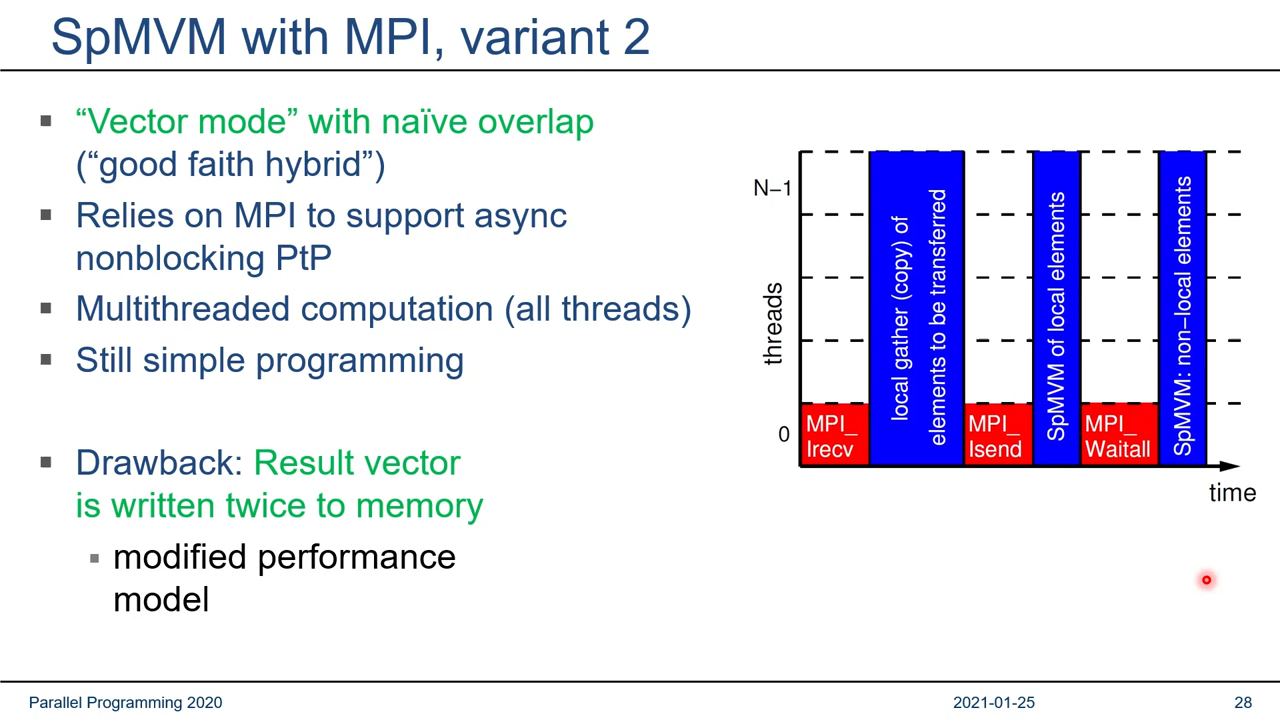 SpMVM with MPI, variant 2
“Vector mode” with naïve overlap
(“good faith hybrid”)
Relies on MPI to support async
nonblocking PtP
Multithreaded computation (all threads)
Still simple programming
Drawback: Result vector
is written twice to memory
modified performance
model
N−1
threads
0
MPI_
Irecv
local gather (copy) of
elements to be transferred
MPI_
Isend
SpMVM of local elements
MPI_
Waitall
SpMVM: non−local elements
time
Parallel Programming 2020
2021-01-25
28